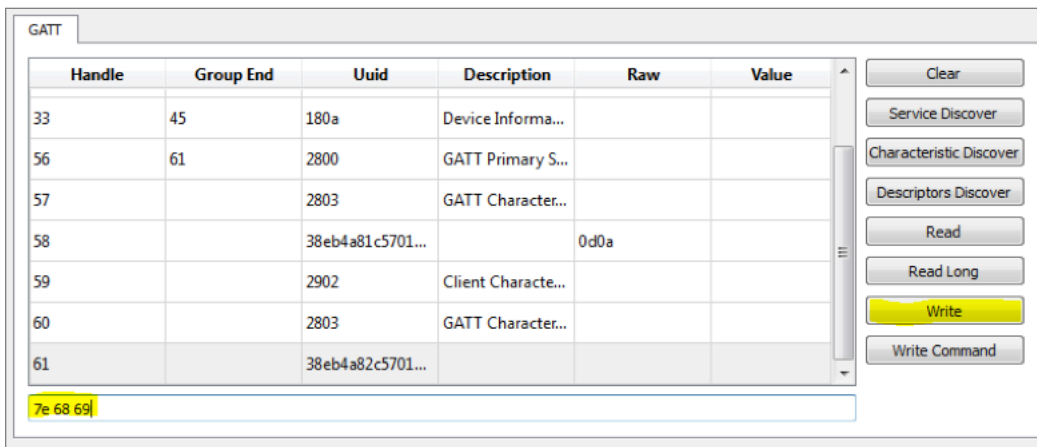 GATT
Handle Group End Uuid Description Raw Value
33 45 180a Device Informa...
56 61 2800 GATT Primary S...
57 2803 GATT Character...
58 38eb4a81c5701... 0d0a
59 2902 Client Characte...
60 2803 GATT Character...
61 38eb4a82c5701...
7e 68 69
Clear
Service Discover
Characteristic Discover
Descriptors Discover
Read
Read Long
Write
Write Command